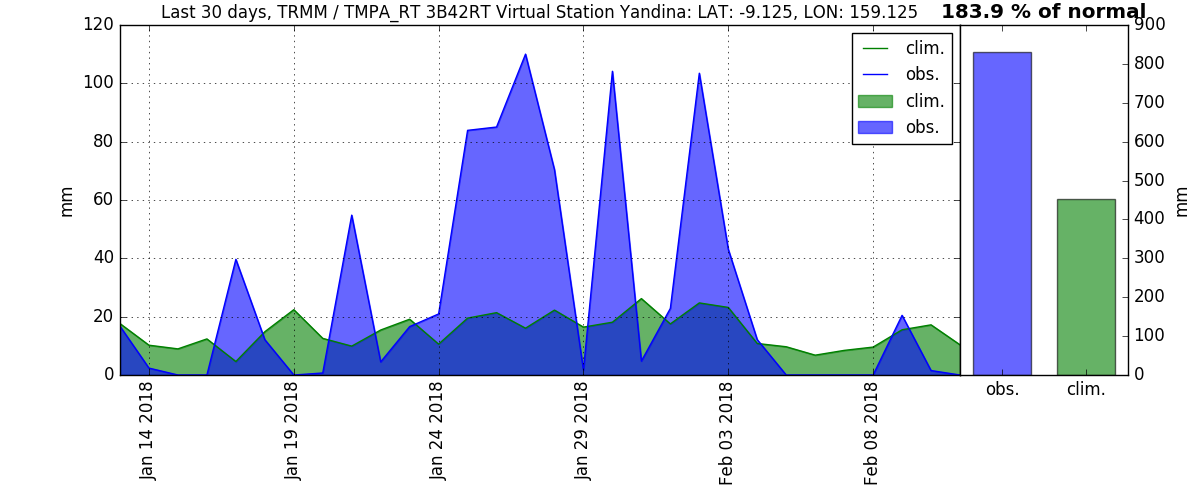 Last 30 days, TRMM / TMPA_RT 3B42RT Virtual Station Yandina: LAT: -9.125, LON: 159.125
183.9 % of normal
120
100
80
60
40
20
0
mm
clim.
obs.
clim.
obs.
900
800
700
600
500
400
300
200
100
0
mm
Jan 14 2018
Jan 19 2018
Jan 24 2018
Jan 29 2018
Feb 03 2018
Feb 08 2018
obs.
clim.